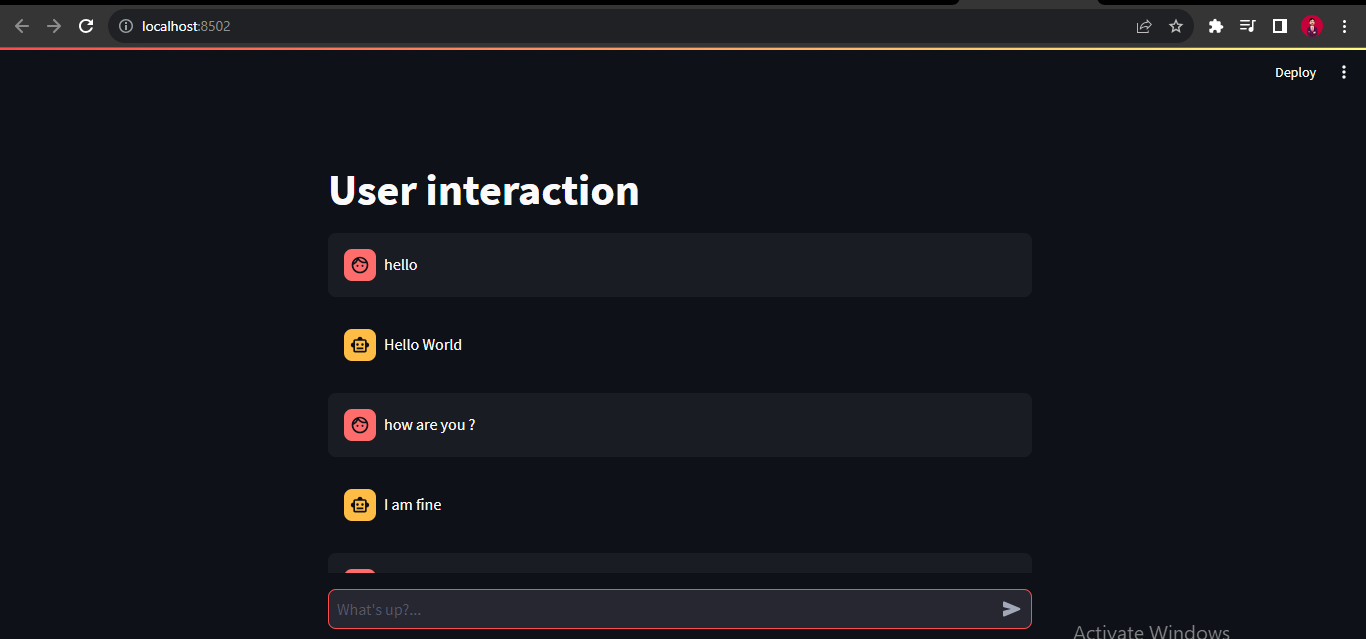 localhost:8502
Deploy
User interaction
hello
Hello World
how are you ?
I am fine
What's up?...
Activate Windows